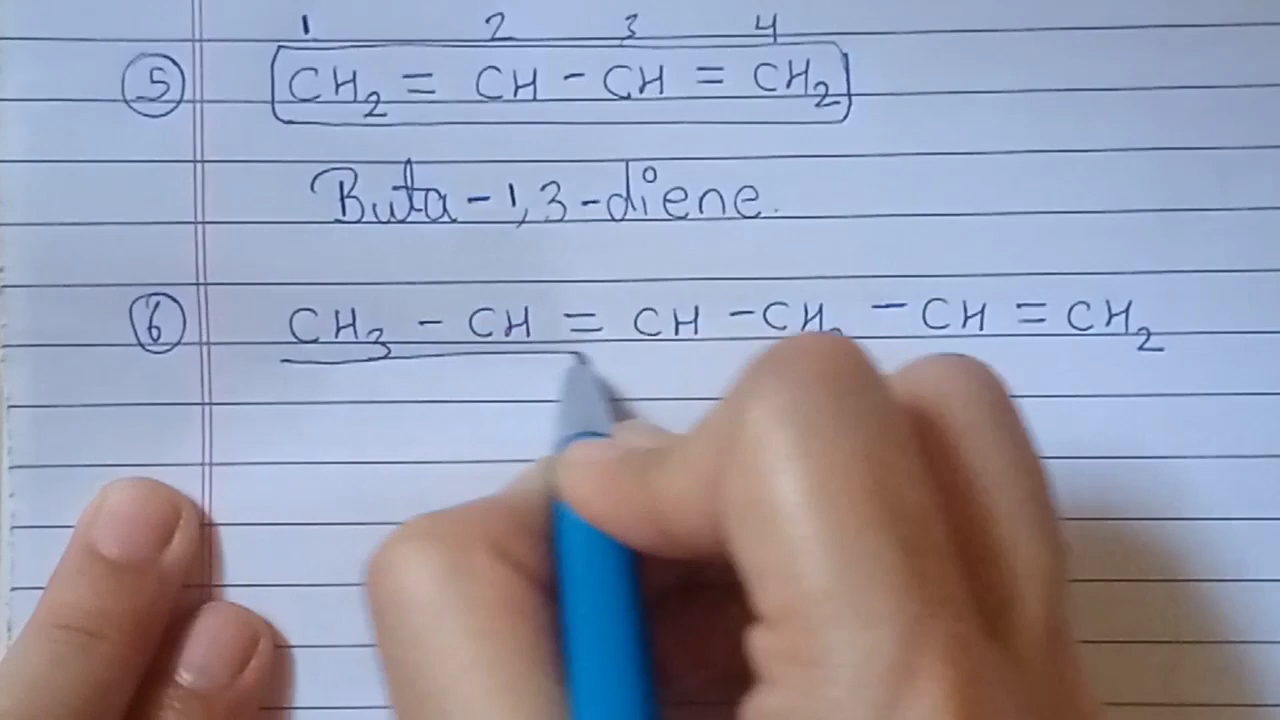 1 2 3 4
5 CH2 = CH - CH = CH2
Buta-1,3-diene.
6 CH3 - CH = CH - CH2 - CH = CH2